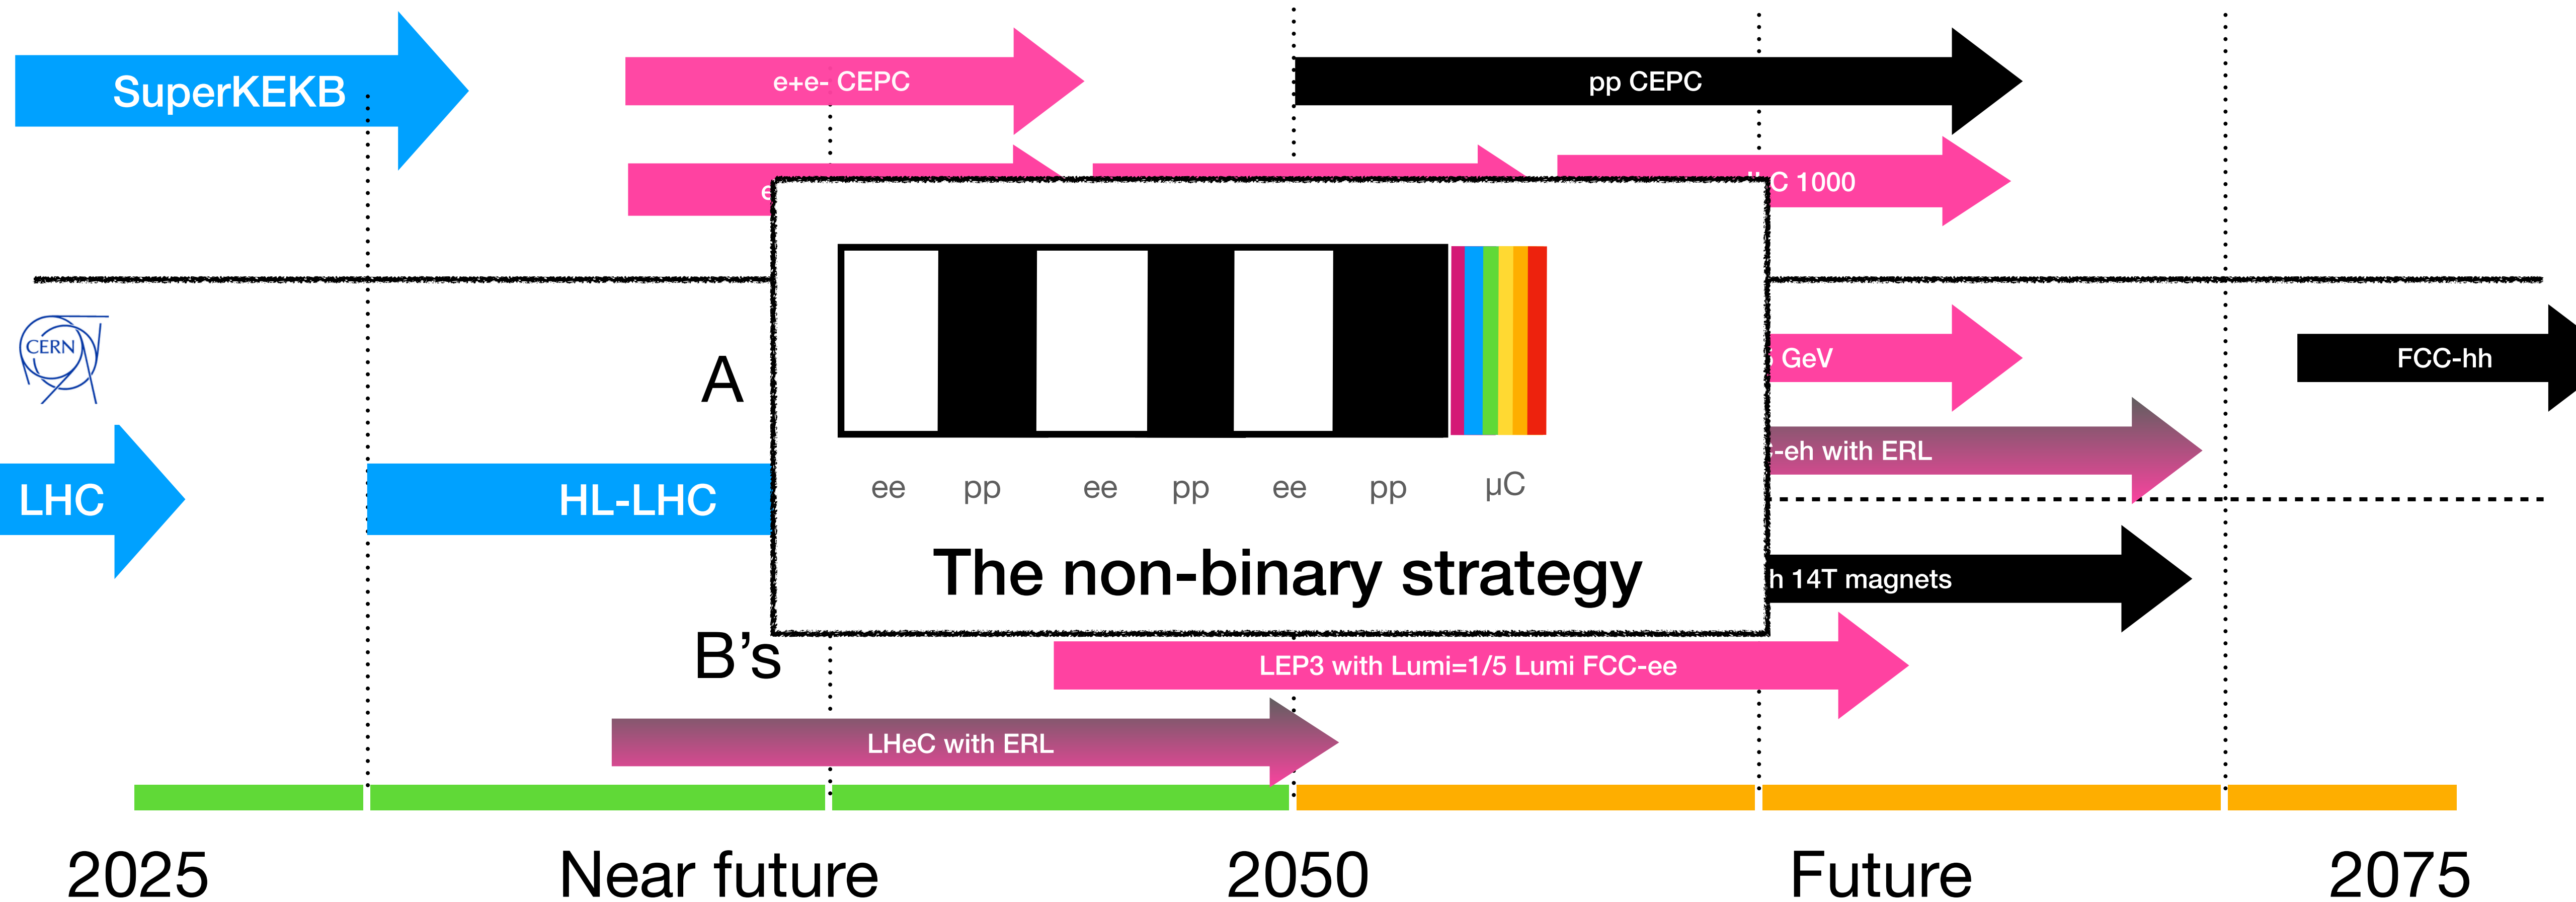 SuperKEKB
e+e- CEPC
pp CEPC
C 1000
CERN
A
GeV
FCC-hh
-eh with ERL
LHC
HL-LHC
ee pp ee pp ee pp µC
The non-binary strategy
h 14T magnets
B’s
LEP3 with Lumi=1/5 Lumi FCC-ee
LHeC with ERL
2025 Near future 2050 Future 2075